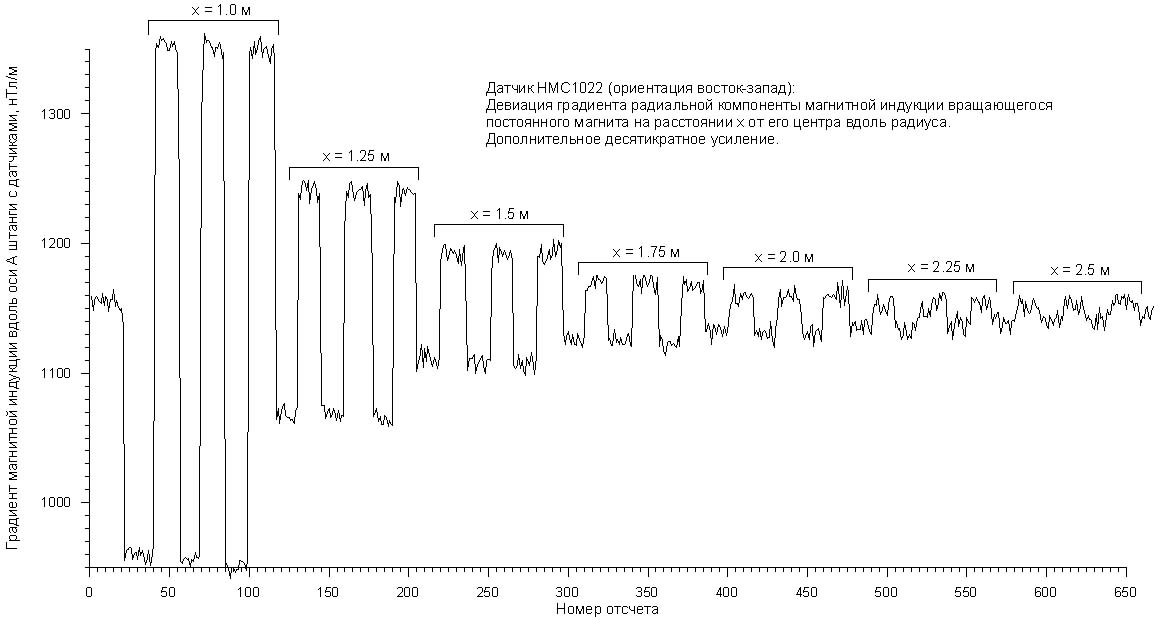 x = 1.0 м
Датчик HMC1022 (ориентация восток-запад):
Девиация градиента радиальной компоненты магнитной индукции вращающегося
постоянного магнита на расстоянии x от его центра вдоль радиуса.
Дополнительное десятикратное усиление.
x = 1.25 м
x = 1.5 м
x = 1.75 м
x = 2.0 м
x = 2.25 м
x = 2.5 м
Градиент магнитной индукции вдоль оси А штанги с датчиками, нТл/м
1300
1200
1100
1000
0 50 100 150 200 250 300 350 400 450 500 550 600 650
Номер отсчета